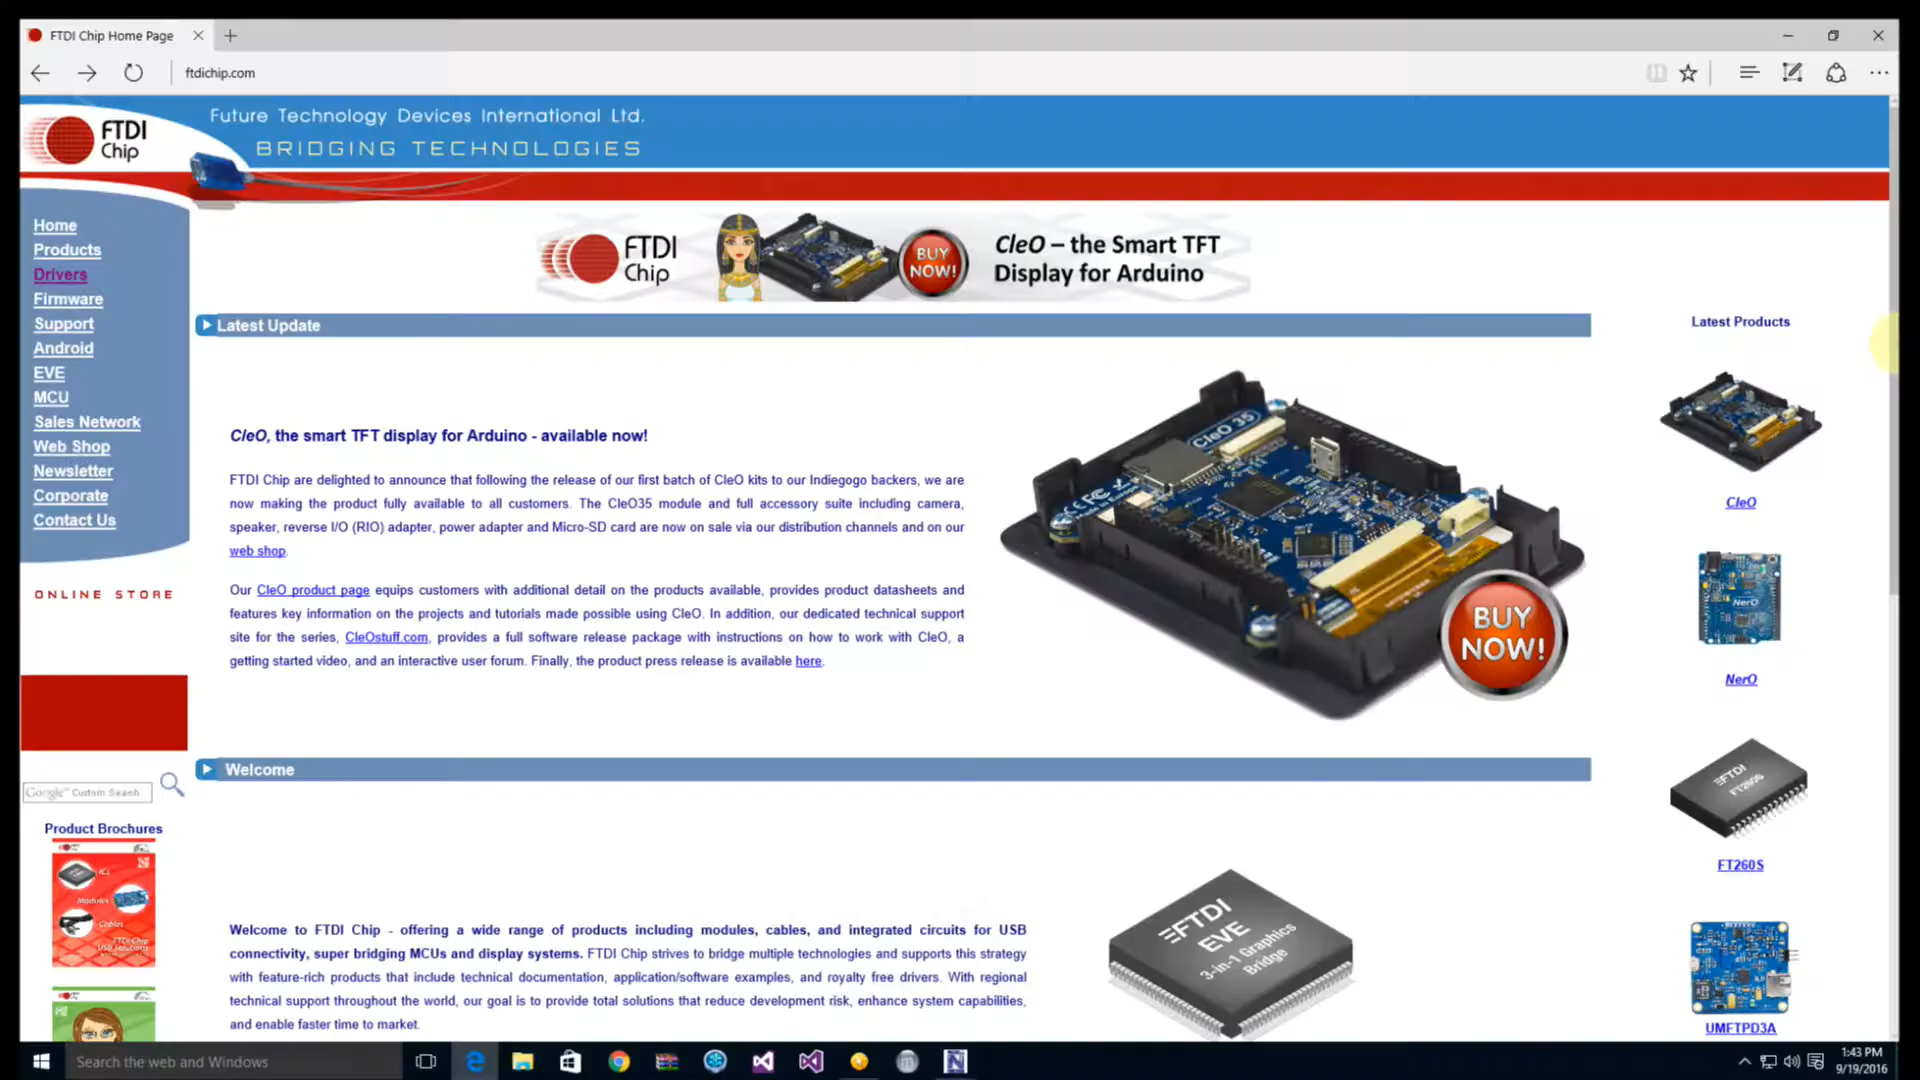 FTDI Chip Home Page
ftdichip.com
Future Technology Devices International Ltd.
BRIDGING TECHNOLOGIES
FTDI
Chip
Home
Products
Drivers
Firmware
Support
Android
EVE
MCU
Sales Network
Web Shop
Newsletter
Corporate
Contact Us
ONLINE STORE
Google™ Custom Search
Product Brochures
ICs
Modules
Cables
FTDI Chip
USB Solutions
FTDI
Chip
BUY
NOW!
CleO – the Smart TFT
Display for Arduino
Latest Update
CleO, the smart TFT display for Arduino - available now!
FTDI Chip are delighted to announce that following the release of our first batch of CleO kits to our Indiegogo backers, we are
now making the product fully available to all customers. The CleO35 module and full accessory suite including camera,
speaker, reverse I/O (RIO) adapter, power adapter and Micro-SD card are now on sale via our distribution channels and on our
web shop.
Our CleO product page equips customers with additional detail on the products available, provides product datasheets and
features key information on the projects and tutorials made possible using CleO. In addition, our dedicated technical support
site for the series, CleOstuff.com, provides a full software release package with instructions on how to work with CleO, a
getting started video, and an interactive user forum. Finally, the product press release is available here.
CleO 35
BUY
NOW!
Welcome
Welcome to FTDI Chip - offering a wide range of products including modules, cables, and integrated circuits for USB
connectivity, super bridging MCUs and display systems. FTDI Chip strives to bridge multiple technologies and supports this strategy
with feature-rich products that include technical documentation, application/software examples, and royalty free drivers. With regional
technical support throughout the world, our goal is to provide total solutions that reduce development risk, enhance system capabilities,
and enable faster time to market.
FTDI
EVE
3-in-1 Graphics
Bridge
Latest Products
CleO
NerO
NerO
FTDI
FT260S
FT260S
UMFTPD3A
Search the web and Windows
1:43 PM
9/19/2016